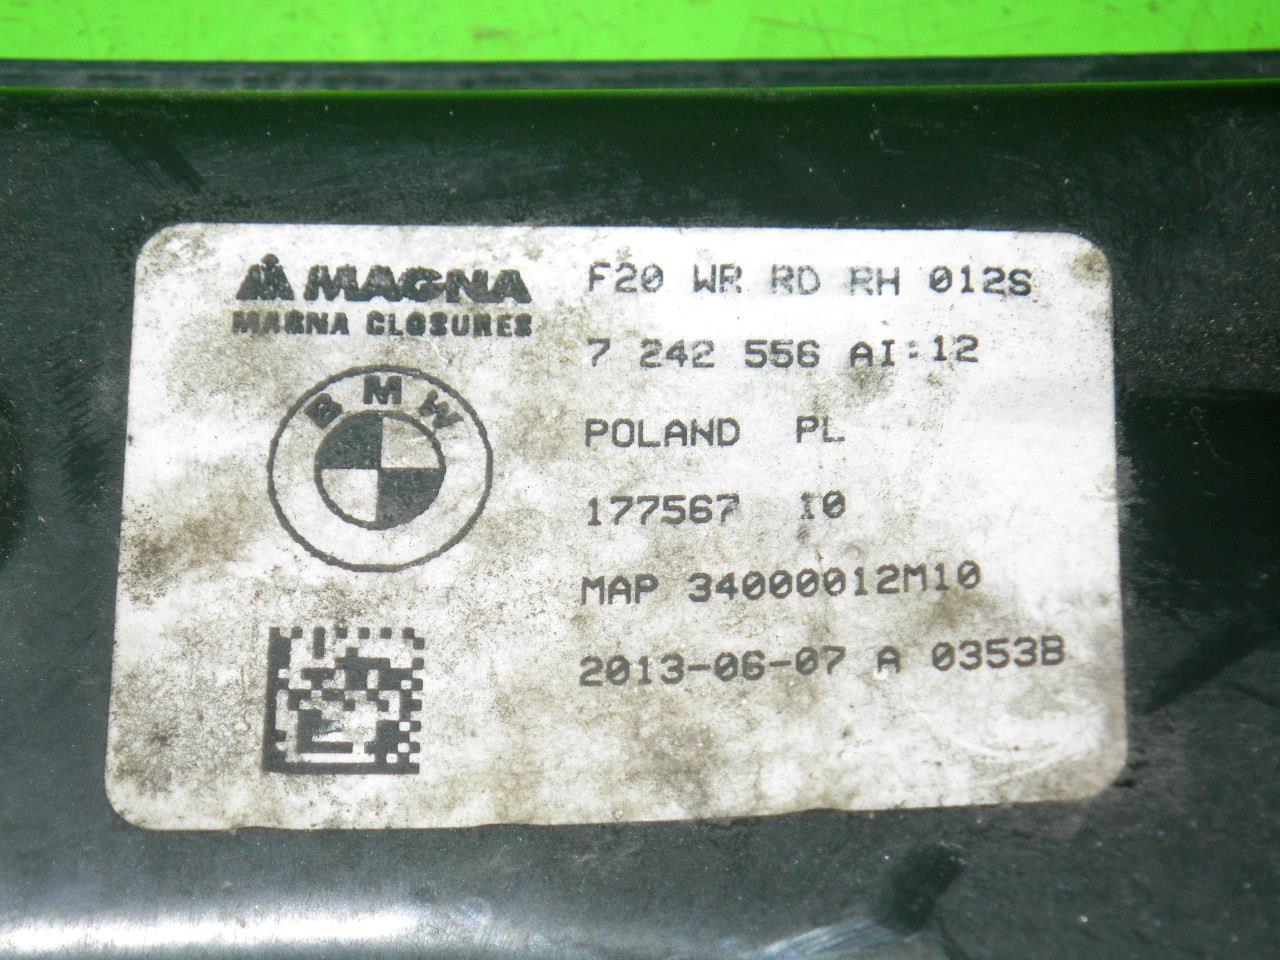 MAGNA
MAGNA CLOSURES
BMW
F20 WR RD RH 012S
7 242 556 AI:12
POLAND PL
177567 10
MAP 34000012M10
2013-06-07 A 0353B